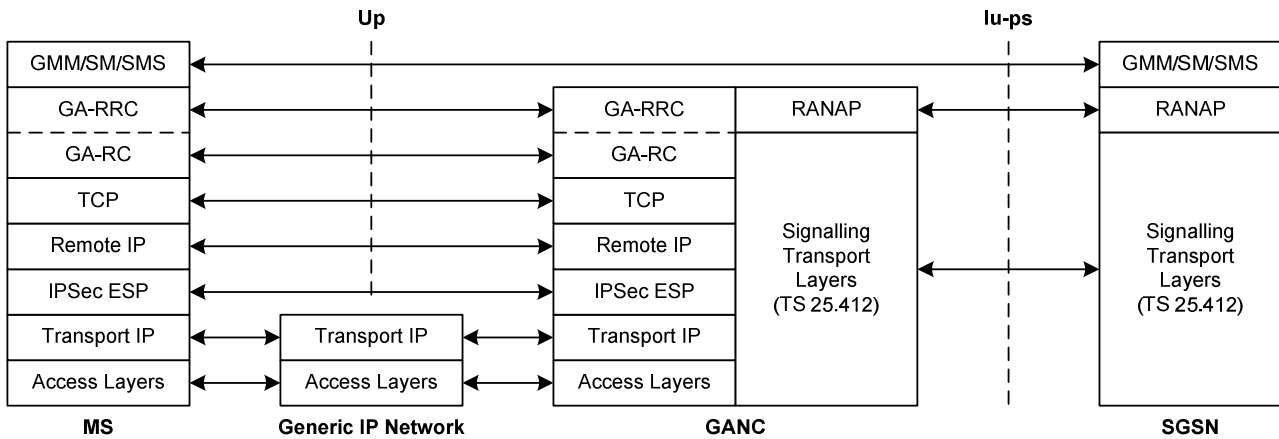 Up
Iu-ps
GMM/SM/SMS
GMM/SM/SMS
GA-RRC
GA-RRC
RANAP
RANAP
GA-RC
GA-RC
TCP
TCP
Remote IP
Remote IP
Signalling
Transport
Layers
(TS 25.412)
Signalling
Transport
Layers
(TS 25.412)
IPSec ESP
IPSec ESP
Transport IP
Transport IP
Transport IP
Access Layers
Access Layers
Access Layers
MS
Generic IP Network
GANC
SGSN